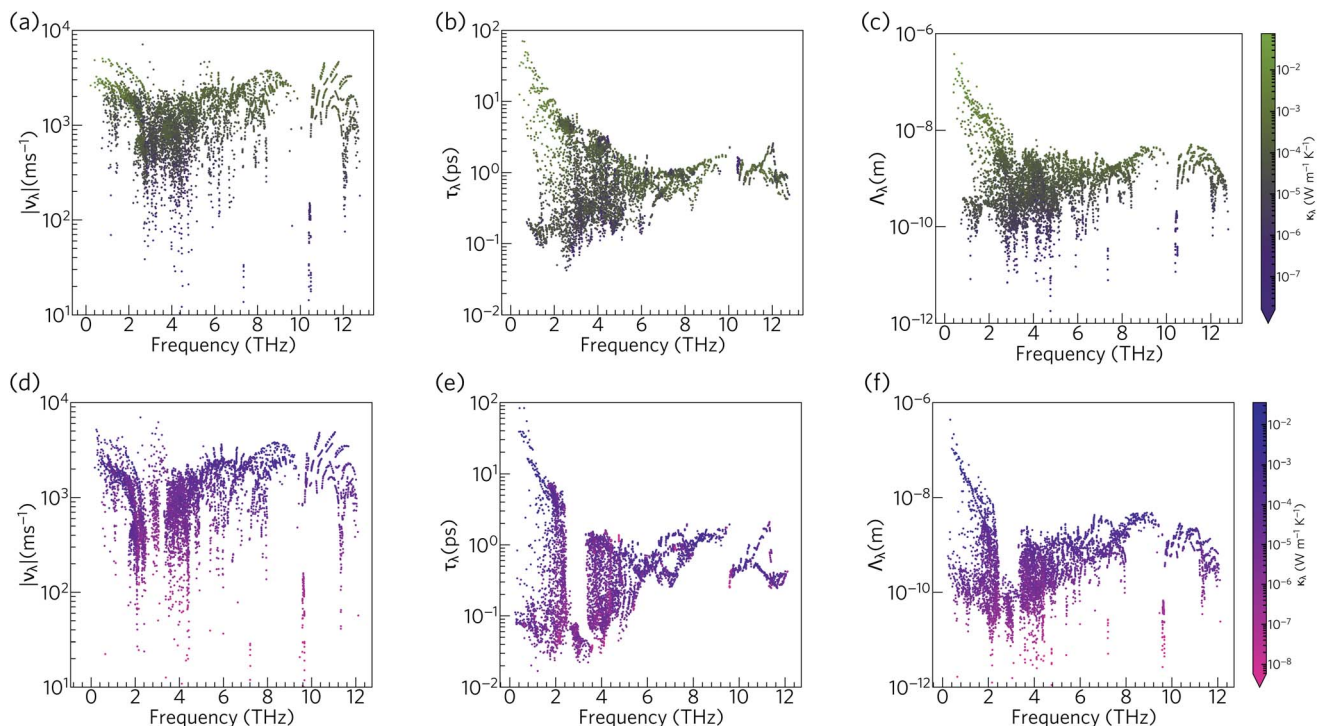 (a)
10⁴
10³
10²
10¹
|vλ|(ms⁻¹)
0 2 4 6 8 10 12
Frequency (THz)
(b)
10²
10¹
10⁰
10⁻¹
10⁻²
τλ(ps)
0 2 4 6 8 10 12
Frequency (THz)
(c)
10⁻⁶
10⁻⁸
10⁻¹⁰
10⁻¹²
Λλ(m)
0 2 4 6 8 10 12
Frequency (THz)
10⁻²
10⁻³
10⁻⁴
10⁻⁵
10⁻⁶
10⁻⁷
κλ (W m⁻¹ K⁻¹)
(d)
10⁴
10³
10²
10¹
|vλ|(ms⁻¹)
0 2 4 6 8 10 12
Frequency (THz)
(e)
10²
10¹
10⁰
10⁻¹
10⁻²
τλ(ps)
0 2 4 6 8 10 12
Frequency (THz)
(f)
10⁻⁶
10⁻⁸
10⁻¹⁰
10⁻¹²
Λλ(m)
0 2 4 6 8 10 12
Frequency (THz)
10⁻²
10⁻³
10⁻⁴
10⁻⁵
10⁻⁶
10⁻⁷
10⁻⁸
κλ (W m⁻¹ K⁻¹)